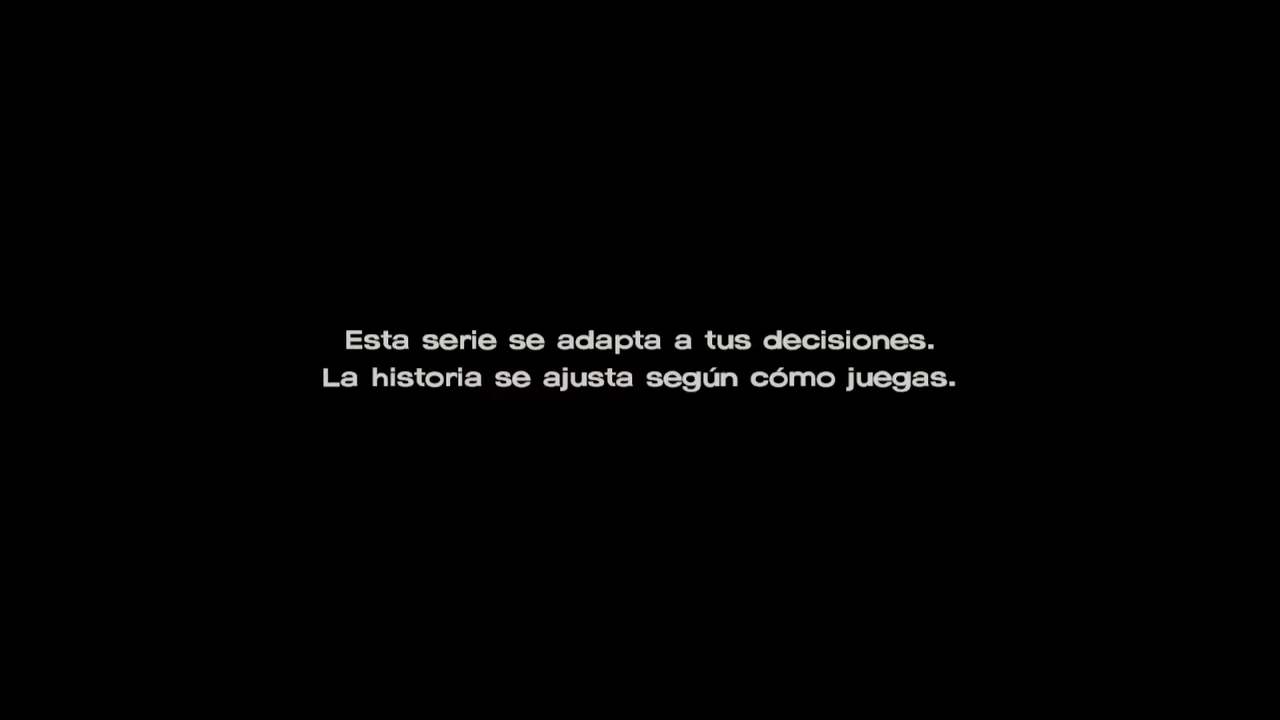 Esta serie se adapta a tus decisiones.
La historia se ajusta según cómo juegas.